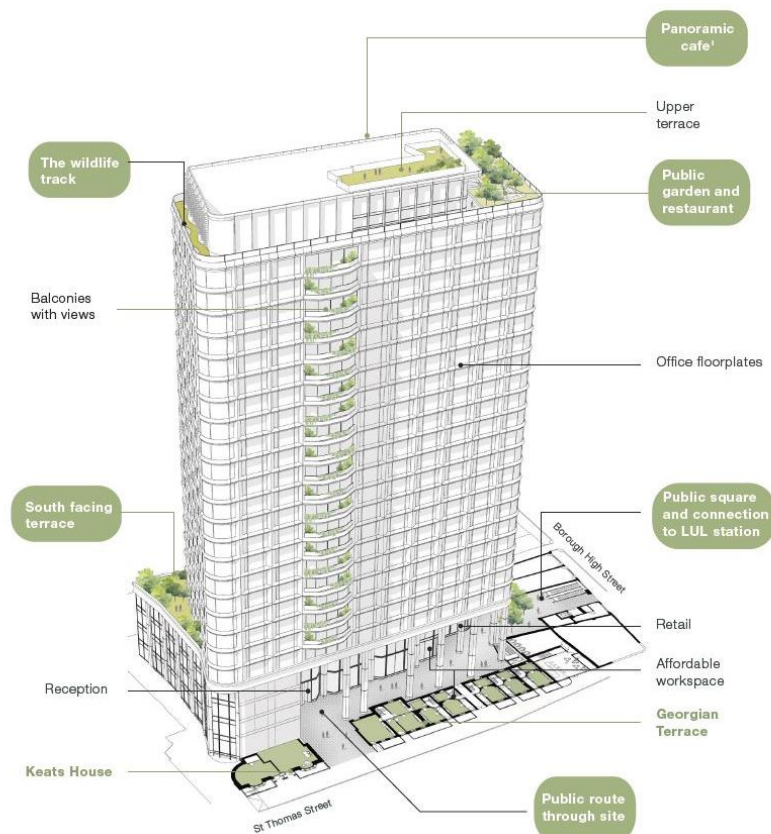 Panoramic
cafe¹
Upper
terrace
The wildlife
track
Public
garden and
restaurant
Balconies
with views
Office floorplates
South facing
terrace
Public square
and connection
to LUL station
Borough High Street
Retail
Reception
Affordable
workspace
Georgian
Terrace
Keats House
Public route
through site
St Thomas Street